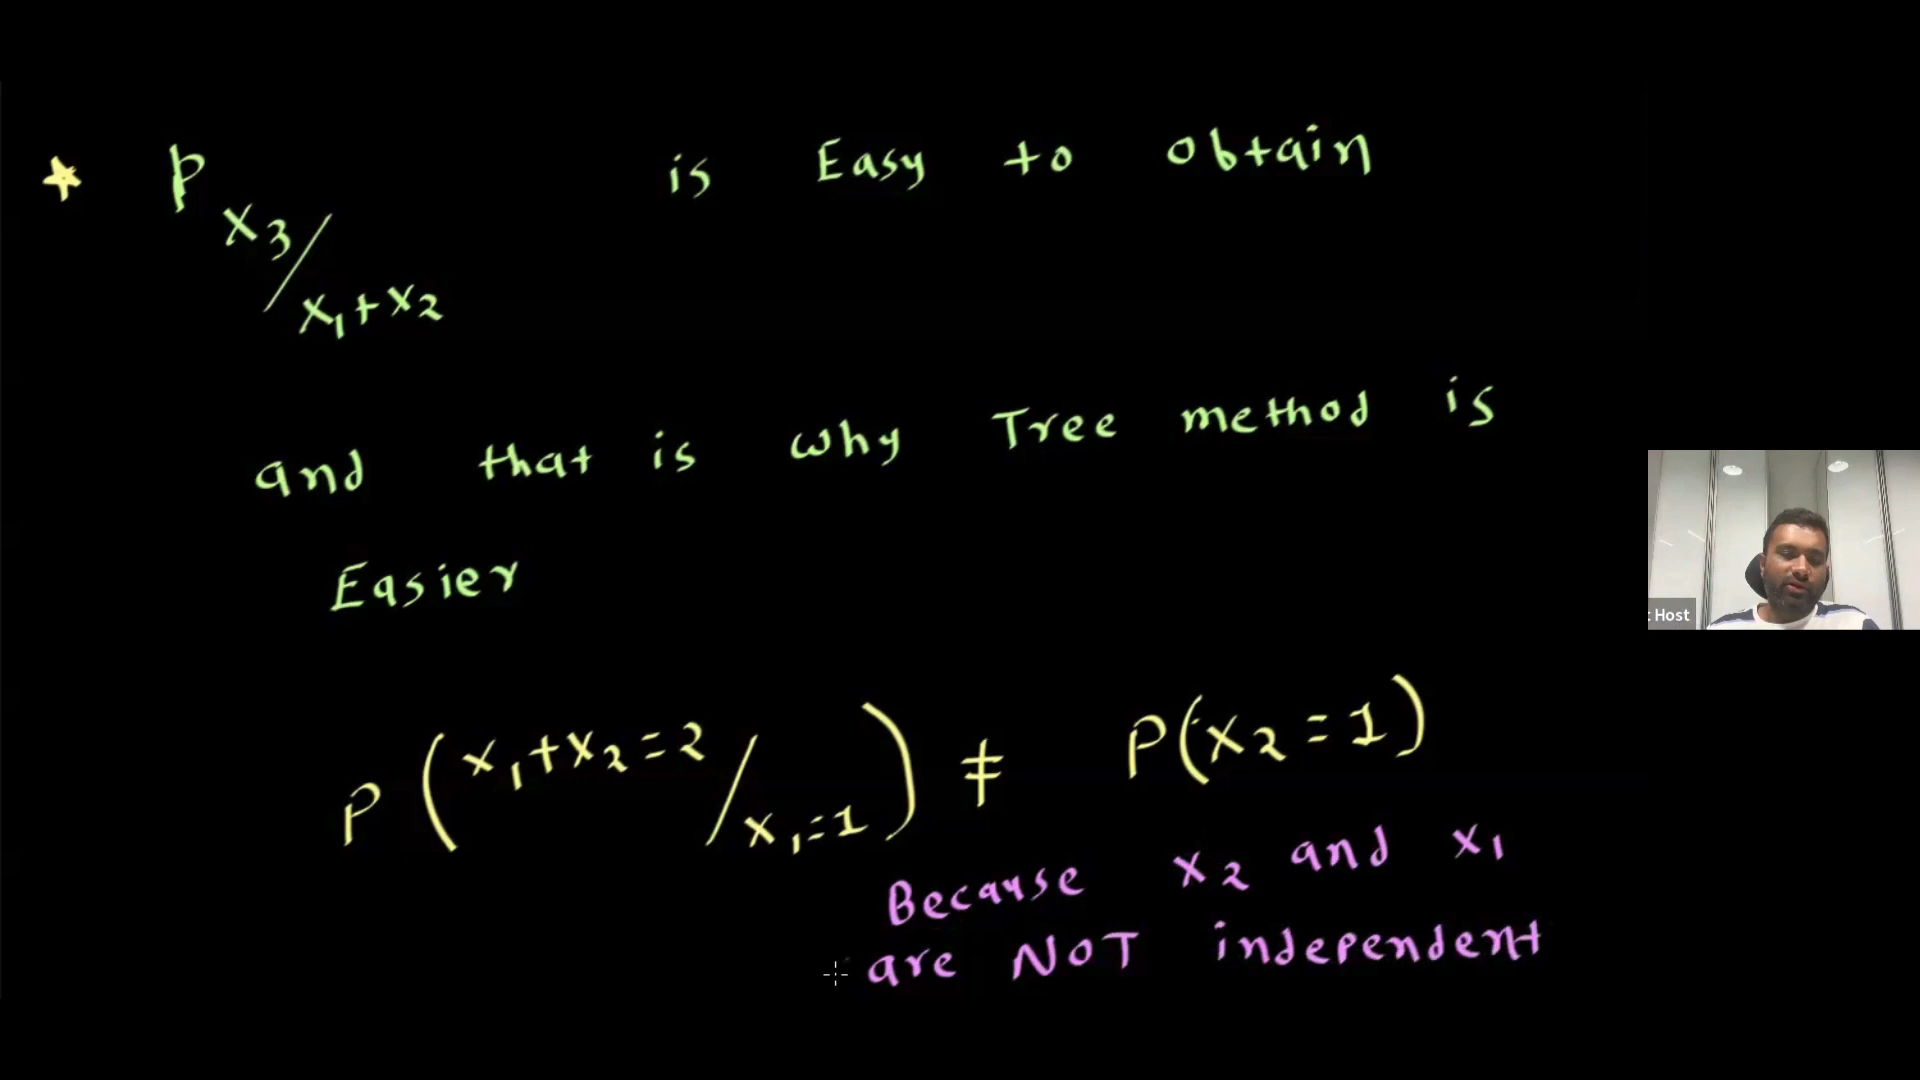 ★ P X3/X1+X2 is Easy to obtain
and that is why Tree method is
Easier
P(X1+X2=2/X1=1) ≠ P(X2=1)
Because X2 and X1
are NOT independent
: Host